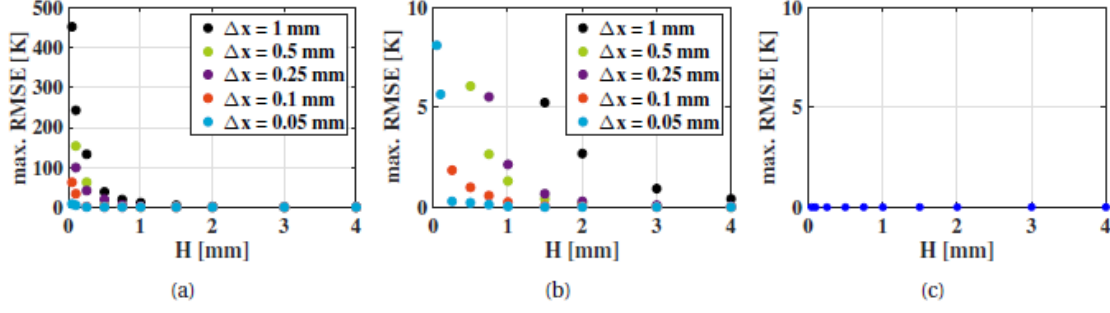 max. RMSE [K]
500
400
300
200
100
0
Δx = 1 mm
Δx = 0.5 mm
Δx = 0.25 mm
Δx = 0.1 mm
Δx = 0.05 mm
0 1 2 3 4
H [mm]
(a)
max. RMSE [K]
10
5
0
Δx = 1 mm
Δx = 0.5 mm
Δx = 0.25 mm
Δx = 0.1 mm
Δx = 0.05 mm
0 1 2 3 4
H [mm]
(b)
max. RMSE [K]
10
5
0
0 1 2 3 4
H [mm]
(c)